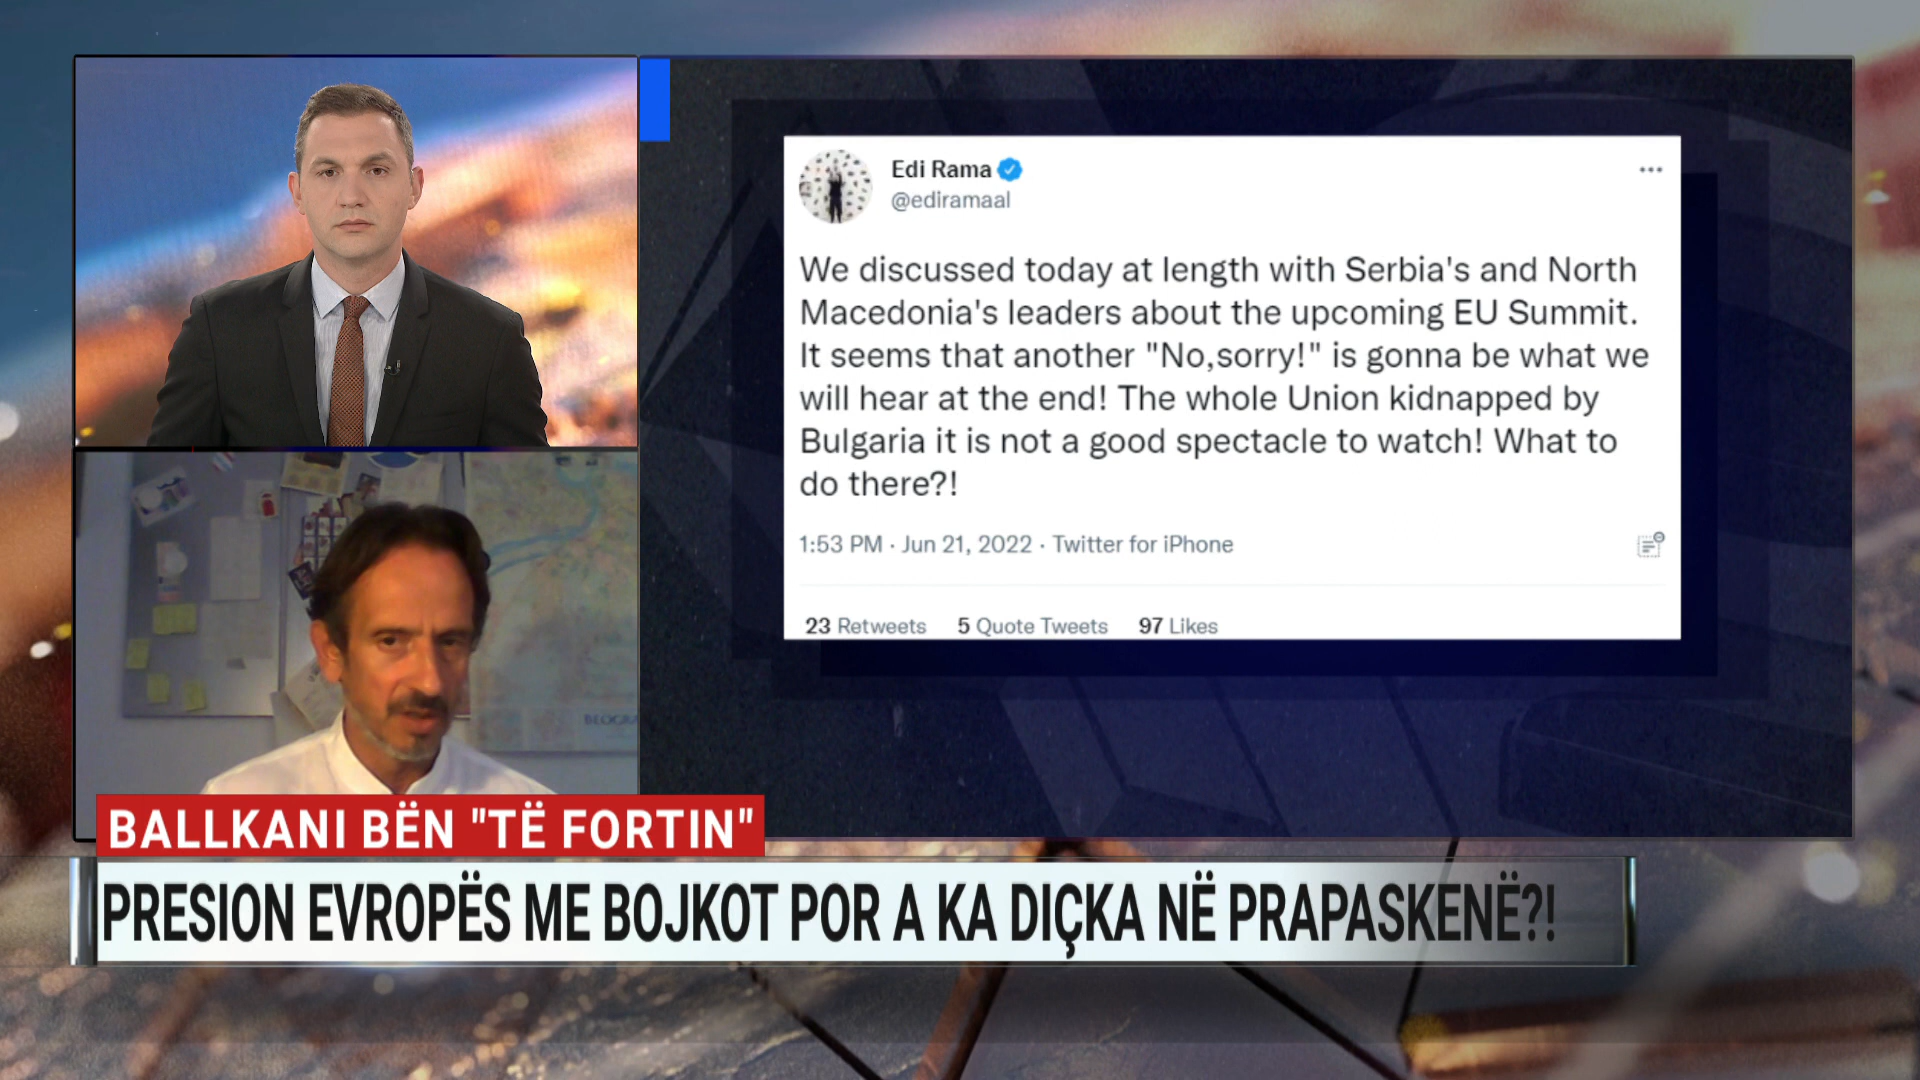 Edi Rama
@ediramaal
We discussed today at length with Serbia's and North
Macedonia's leaders about the upcoming EU Summit.
It seems that another "No,sorry!" is gonna be what we
will hear at the end! The whole Union kidnapped by
Bulgaria it is not a good spectacle to watch! What to
do there?!
1:53 PM · Jun 21, 2022 · Twitter for iPhone
23 Retweets 5 Quote Tweets 97 Likes
BALLKANI BËN "TË FORTIN"
PRESION EVROPËS ME BOJKOT POR A KA DIÇKA NË PRAPASKENË?!